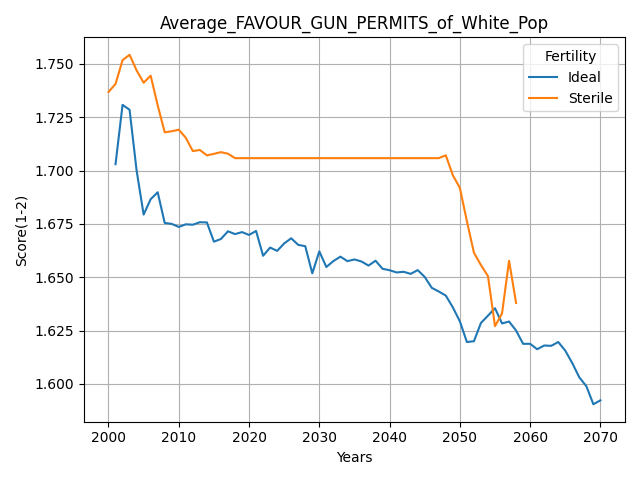 Average_FAVOUR_GUN_PERMITS_of_White_Pop
Fertility
Ideal
Sterile
Score(1-2)
1.750
1.725
1.700
1.675
1.650
1.625
1.600
2000 2010 2020 2030 2040 2050 2060 2070
Years